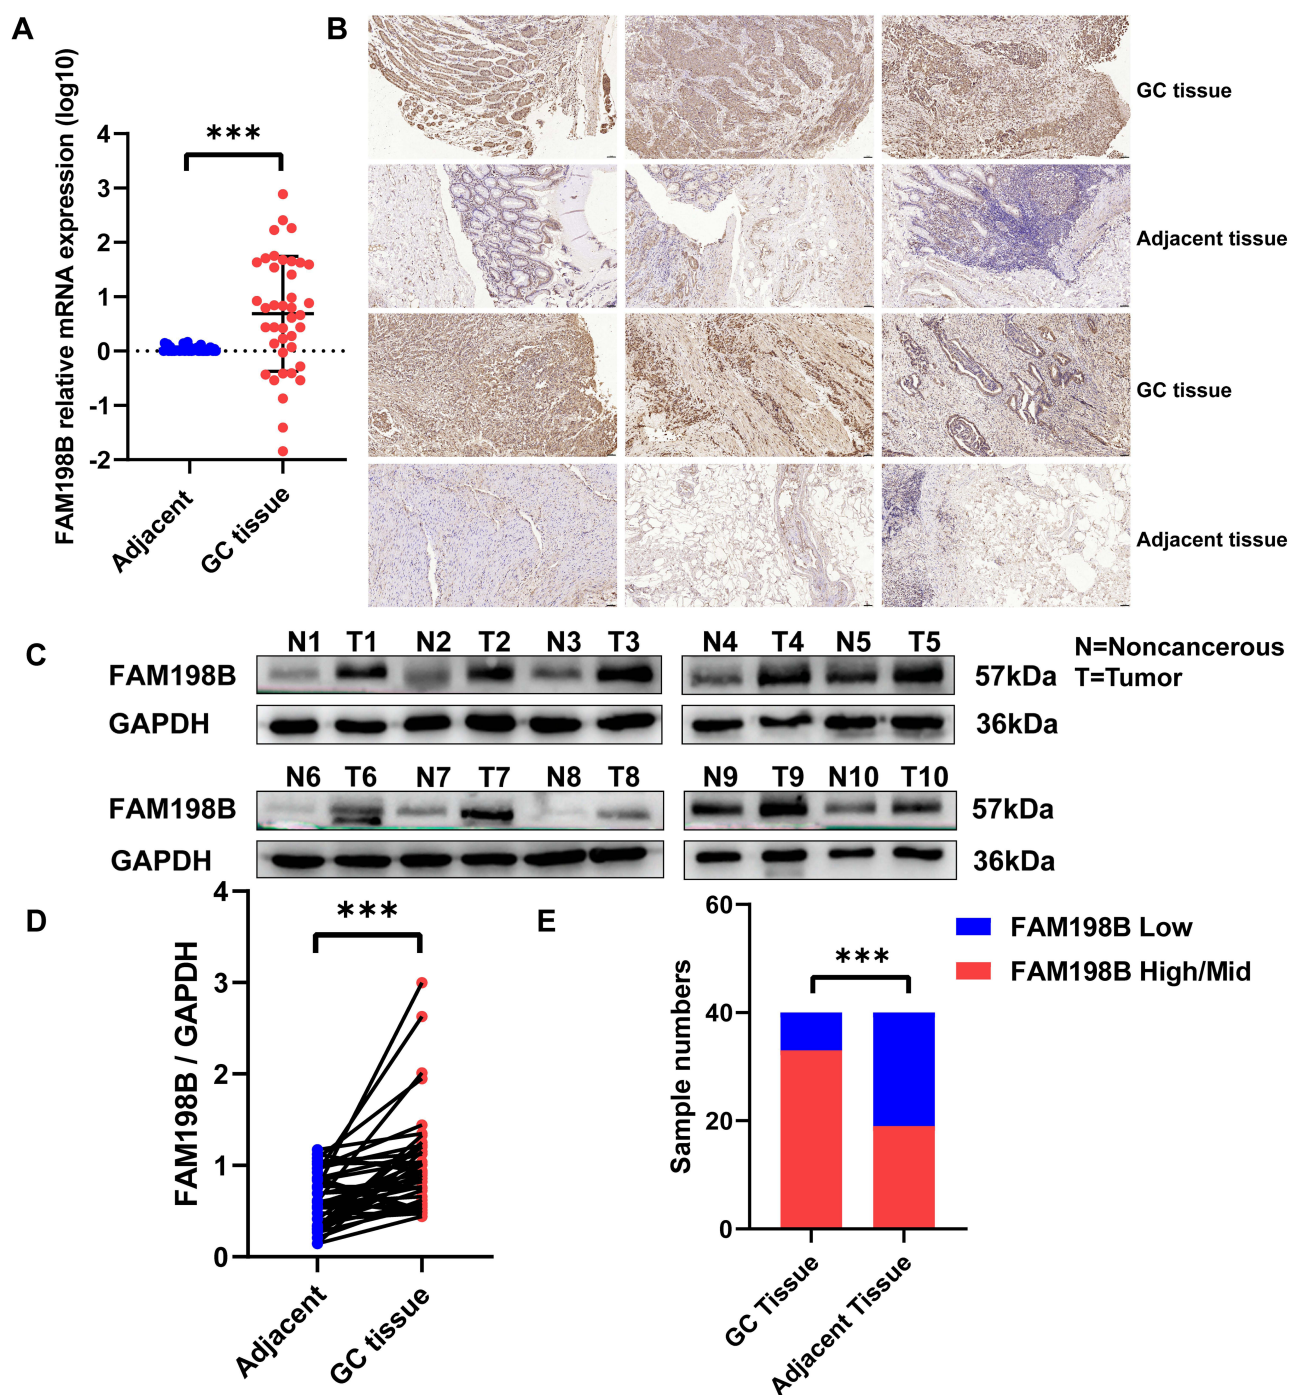 A
FAM198B relative mRNA expression (log10)
4
3
2
1
0
-1
-2
***
Adjacent
GC tissue
B
GC tissue
Adjacent tissue
GC tissue
Adjacent tissue
C
N1 T1 N2 T2 N3 T3 N4 T4 N5 T5
N=Noncancerous
T=Tumor
FAM198B
57kDa
GAPDH
36kDa
N6 T6 N7 T7 N8 T8 N9 T9 N10 T10
FAM198B
57kDa
GAPDH
36kDa
D
FAM198B / GAPDH
4
3
2
1
0
***
Adjacent
GC tissue
E
Sample numbers
60
40
20
0
***
GC Tissue
Adjacent Tissue
FAM198B Low
FAM198B High/Mid